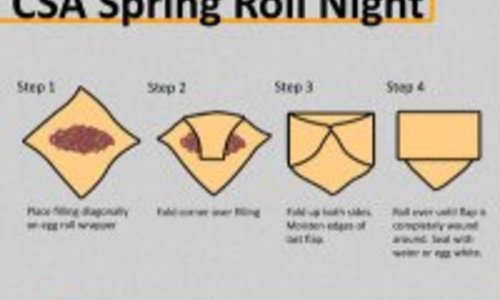 CSA Spring Roll Night
Step 1
Step 2
Step 3
Step 4
Place filling diagonally
on egg roll wrapper
Fold corner over filling
Fold up both sides.
Moisten edges of
last flap.
Roll over until flap is
completely wound
around. Seal with
water or egg white.